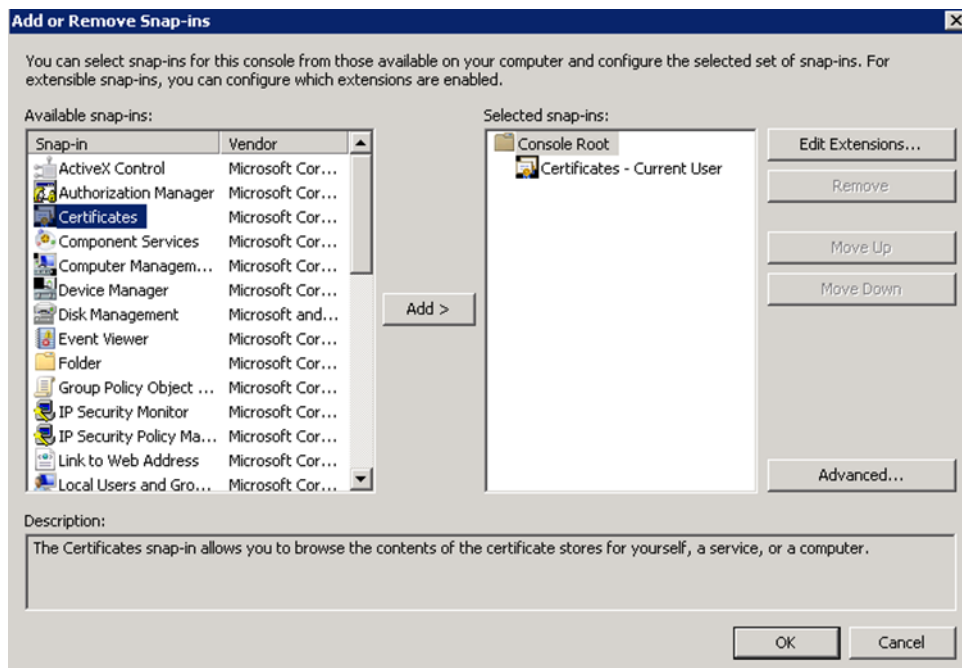 Add or Remove Snap-ins
You can select snap-ins for this console from those available on your computer and configure the selected set of snap-ins. For
extensible snap-ins, you can configure which extensions are enabled.
Available snap-ins:
Snap-in Vendor
ActiveX Control Microsoft Cor...
Authorization Manager Microsoft Cor...
Certificates Microsoft Cor...
Component Services Microsoft Cor...
Computer Managem... Microsoft Cor...
Device Manager Microsoft Cor...
Disk Management Microsoft and...
Event Viewer Microsoft Cor...
Folder Microsoft Cor...
Group Policy Object ... Microsoft Cor...
IP Security Monitor Microsoft Cor...
IP Security Policy Ma... Microsoft Cor...
Link to Web Address Microsoft Cor...
Local Users and Gro... Microsoft Cor...
Add >
Selected snap-ins:
Console Root
Certificates - Current User
Edit Extensions...
Remove
Move Up
Move Down
Advanced...
Description:
The Certificates snap-in allows you to browse the contents of the certificate stores for yourself, a service, or a computer.
OK
Cancel